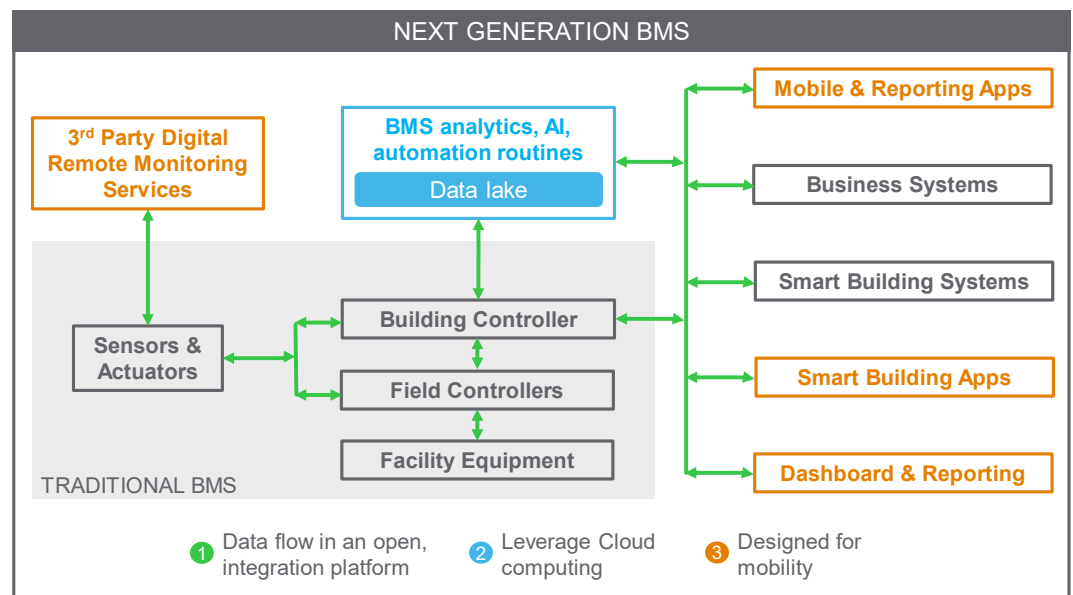 NEXT GENERATION BMS
3rd Party Digital
Remote Monitoring
Services
BMS analytics, AI,
automation routines
Data lake
Mobile & Reporting Apps
Business Systems
Smart Building Systems
Smart Building Apps
Dashboard & Reporting
Sensors &
Actuators
Building Controller
Field Controllers
Facility Equipment
TRADITIONAL BMS
1 Data flow in an open,
integration platform
2 Leverage Cloud
computing
3 Designed for
mobility